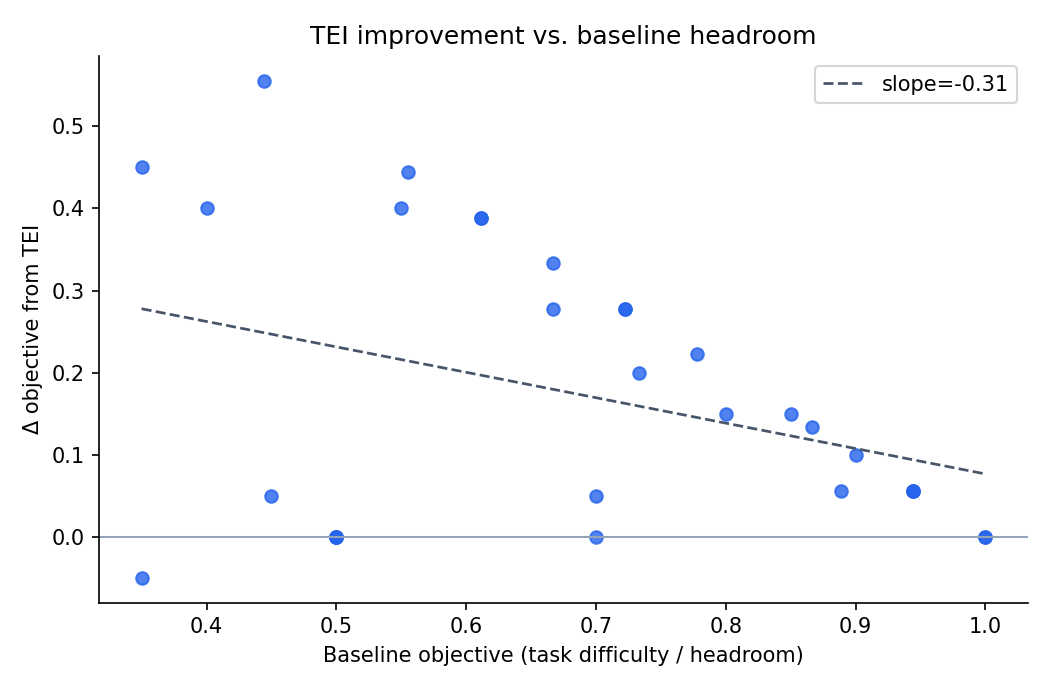 TEI improvement vs. baseline headroom
slope=-0.31
Δ objective from TEI
0.5
0.4
0.3
0.2
0.1
0.0
0.4 0.5 0.6 0.7 0.8 0.9 1.0
Baseline objective (task difficulty / headroom)